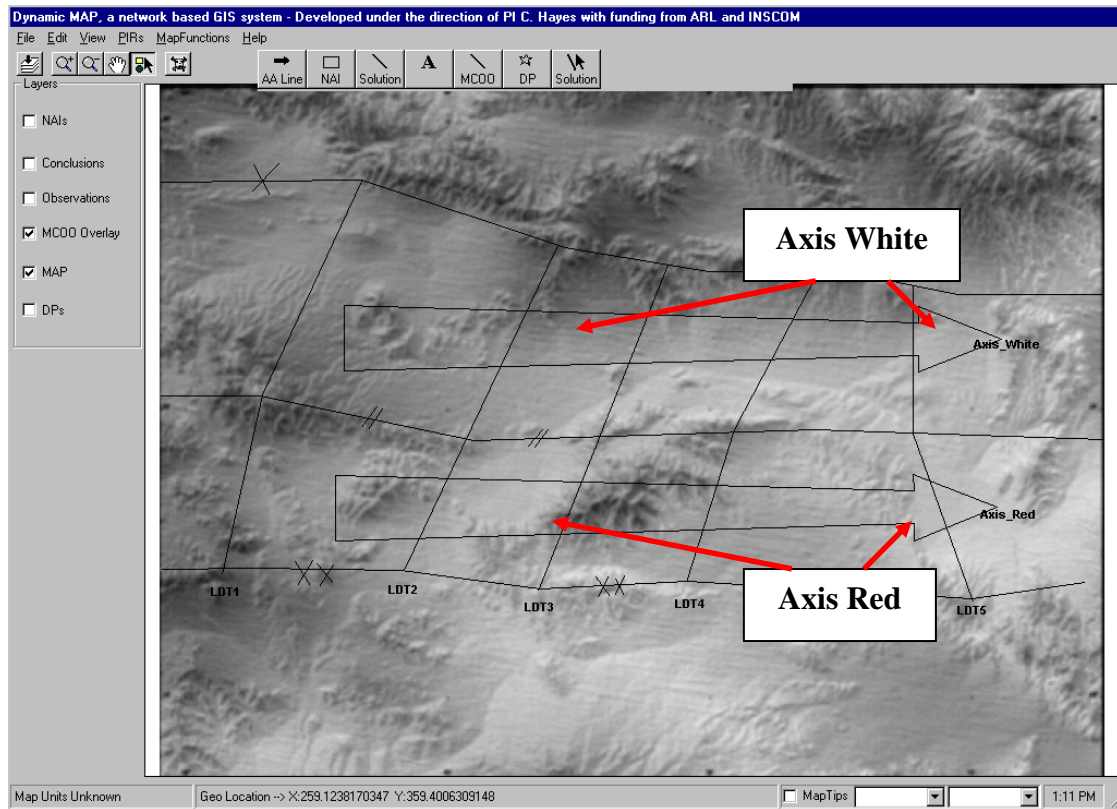 Dynamic MAP, a network based GIS system - Developed under the direction of PI C. Hayes with funding from ARL and INSCOM
File Edit View PIRs MapFunctions Help
AA Line NAI Solution A MCOO DP Solution
Layers
NAIs
Conclusions
Observations
MCOO Overlay
MAP
DPs
Axis White
Axis_White
Axis_Red
Axis Red
LDT1 LDT2 LDT3 LDT4 LDT5
Map Units Unknown Geo Location --> X:259.1238170347 Y:359.4006309148 MapTips 1:11 PM